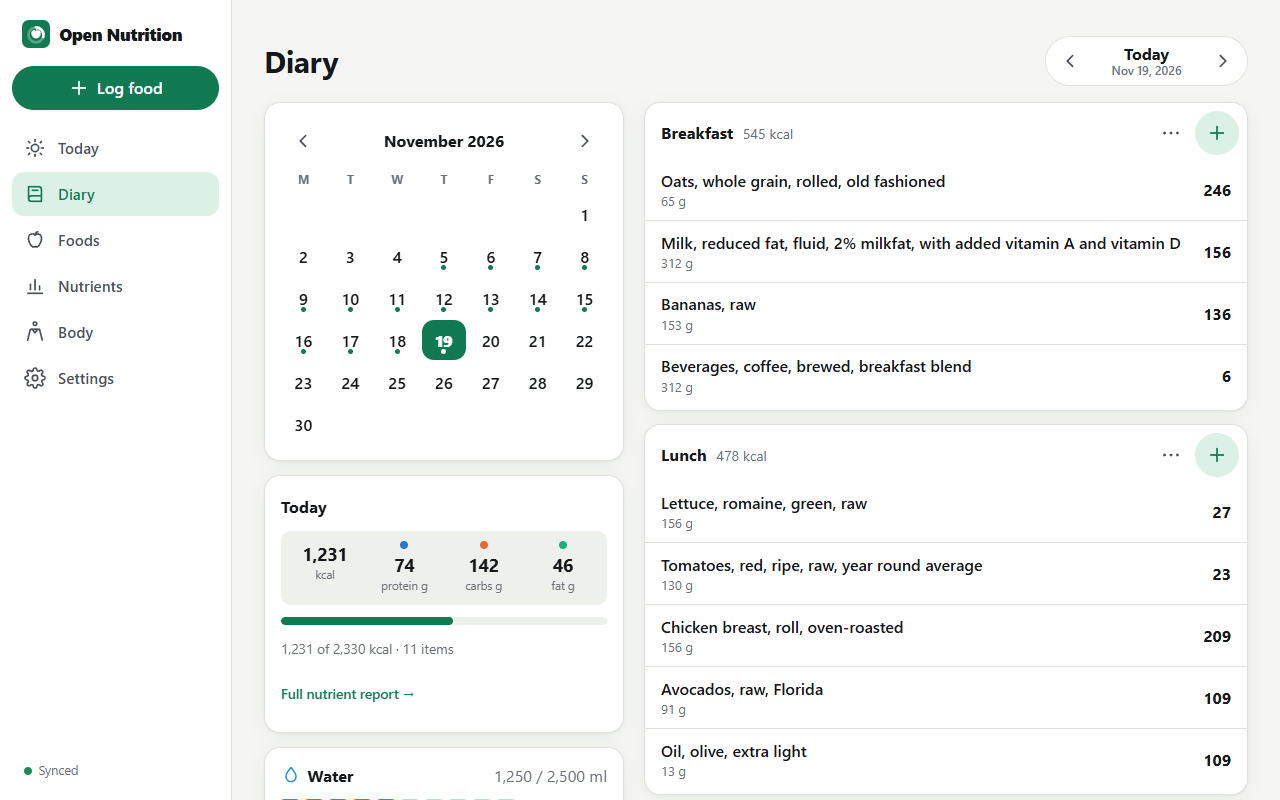 Open Nutrition
Log food
Today
Diary
Foods
Nutrients
Body
Settings
Synced
Diary
Today
Nov 19, 2026
November 2026
M T W T F S S
1
2 3 4 5 6 7 8
9 10 11 12 13 14 15
16 17 18 19 20 21 22
23 24 25 26 27 28 29
30
Today
1,231 74 142 46
kcal protein g carbs g fat g
1,231 of 2,330 kcal · 11 items
Full nutrient report →
Water 1,250 / 2,500 ml
Breakfast 545 kcal
Oats, whole grain, rolled, old fashioned 246
65 g
Milk, reduced fat, fluid, 2% milkfat, with added vitamin A and vitamin D 156
312 g
Bananas, raw 136
153 g
Beverages, coffee, brewed, breakfast blend 6
312 g
Lunch 478 kcal
Lettuce, romaine, green, raw 27
156 g
Tomatoes, red, ripe, raw, year round average 23
130 g
Chicken breast, roll, oven-roasted 209
156 g
Avocados, raw, Florida 109
91 g
Oil, olive, extra light 109
13 g